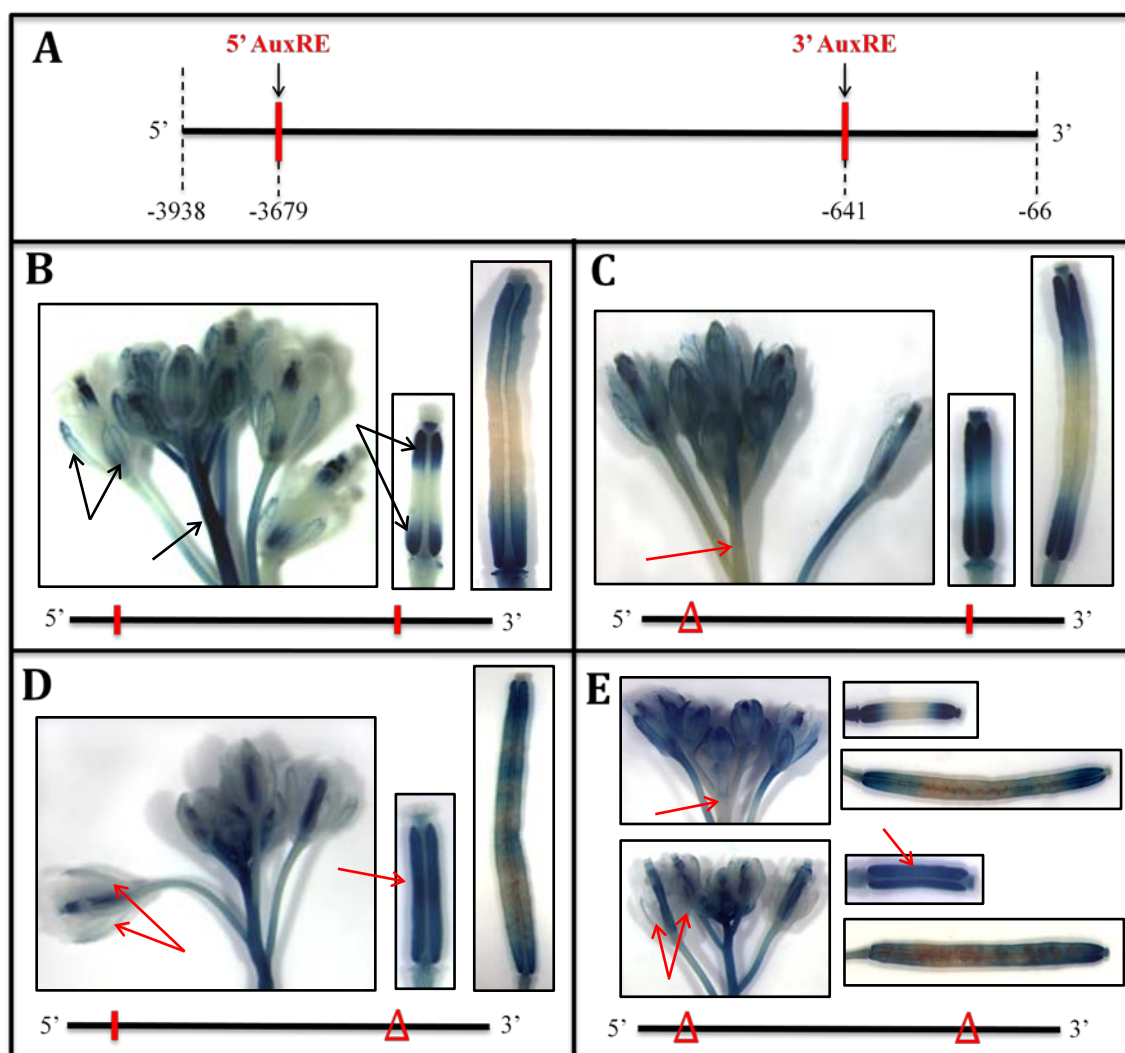 A
5’ AuxRE 3’ AuxRE
5’ 3’
-3938 -3679 -641 -66
B
5’ 3’
C
5’ 3’
D
5’ 3’
E
5’ 3’